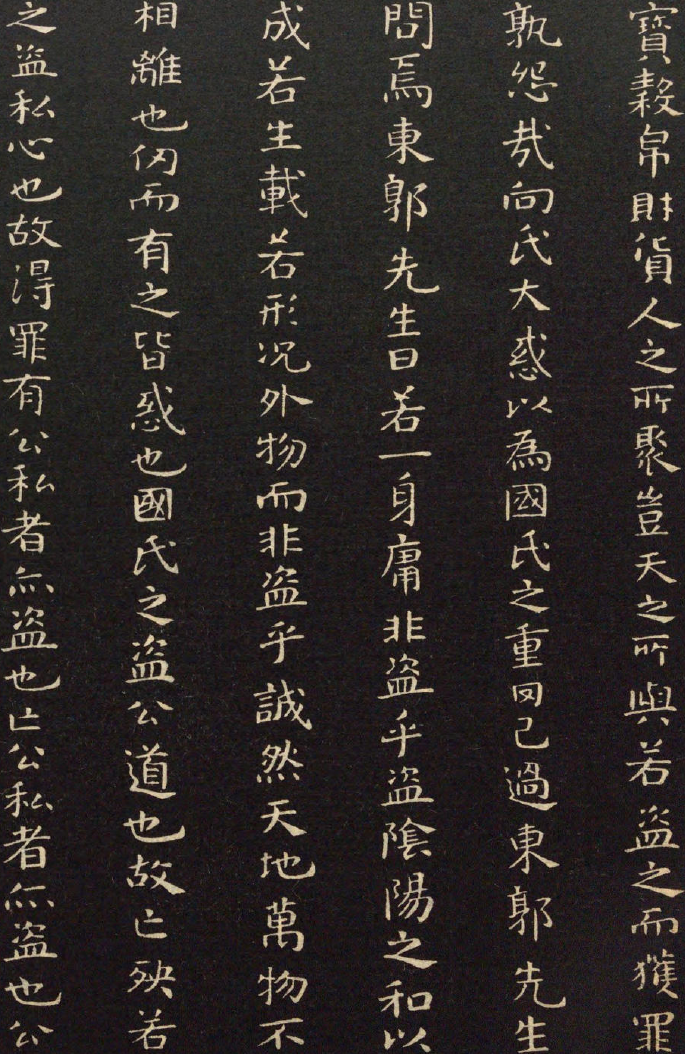 寶穀帛財貨人之所聚豈天之所與若盜之而獲罪
孰怨哉向氏大惑以為國氏之重罔己過東郭先生
問焉東郭先生曰若一身庸非盜乎盜陰陽之和以
成若生載若形况外物而非盜乎誠然天地萬物不
相離也仞而有之皆惑也國氏之盜公道也故亡殃若
之盜私心也故得罪有公私者亦盜也亡公私者亦盜也公